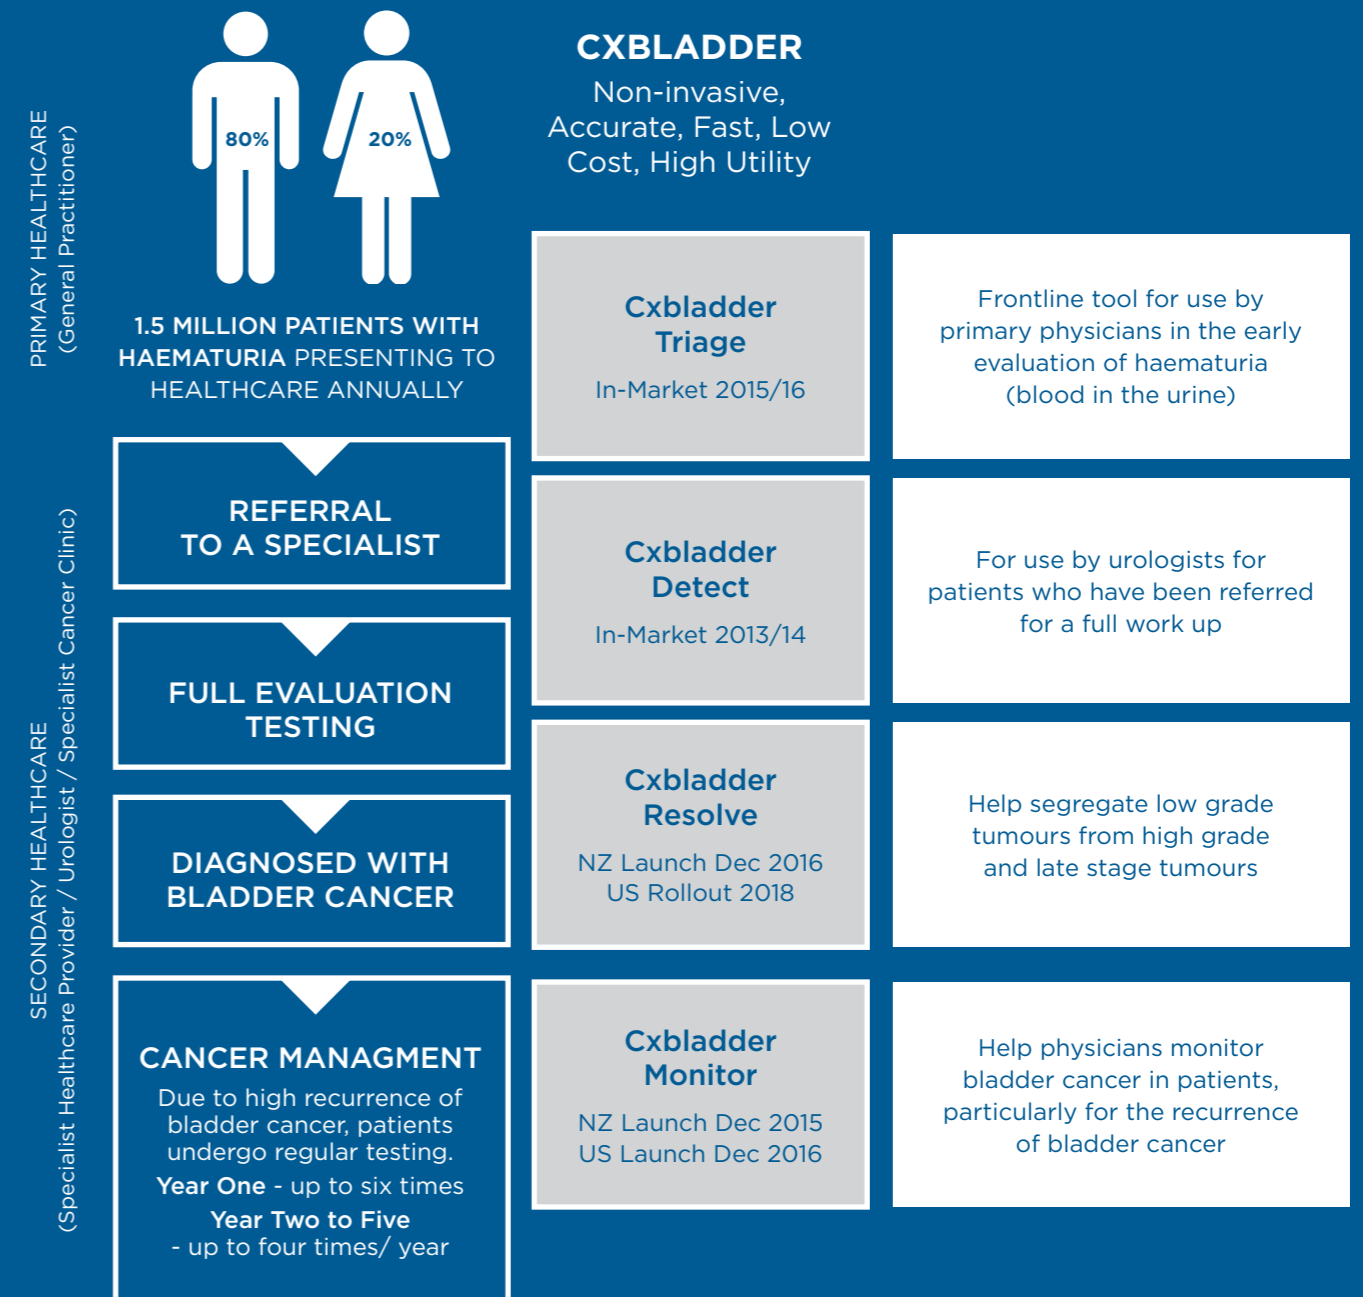 PRIMARY HEALTHCARE
(General Practitioner)
80%
20%
1.5 MILLION PATIENTS WITH
HAEMATURIA PRESENTING TO
HEALTHCARE ANNUALLY
CXBLADDER
Non-invasive,
Accurate, Fast, Low
Cost, High Utility
Cxbladder
Triage
In-Market 2015/16
Frontline tool for use by
primary physicians in the early
evaluation of haematuria
(blood in the urine)
SECONDARY HEALTHCARE
(Specialist Healthcare Provider / Urologist / Specialist Cancer Clinic)
REFERRAL
TO A SPECIALIST
Cxbladder
Detect
In-Market 2013/14
For use by urologists for
patients who have been referred
for a full work up
FULL EVALUATION
TESTING
DIAGNOSED WITH
BLADDER CANCER
Cxbladder
Resolve
NZ Launch Dec 2016
US Rollout 2018
Help segregate low grade
tumours from high grade
and late stage tumours
CANCER MANAGMENT
Due to high recurrence of
bladder cancer, patients
undergo regular testing.
Year One - up to six times
Year Two to Five
- up to four times/ year
Cxbladder
Monitor
NZ Launch Dec 2015
US Launch Dec 2016
Help physicians monitor
bladder cancer in patients,
particularly for the recurrence
of bladder cancer